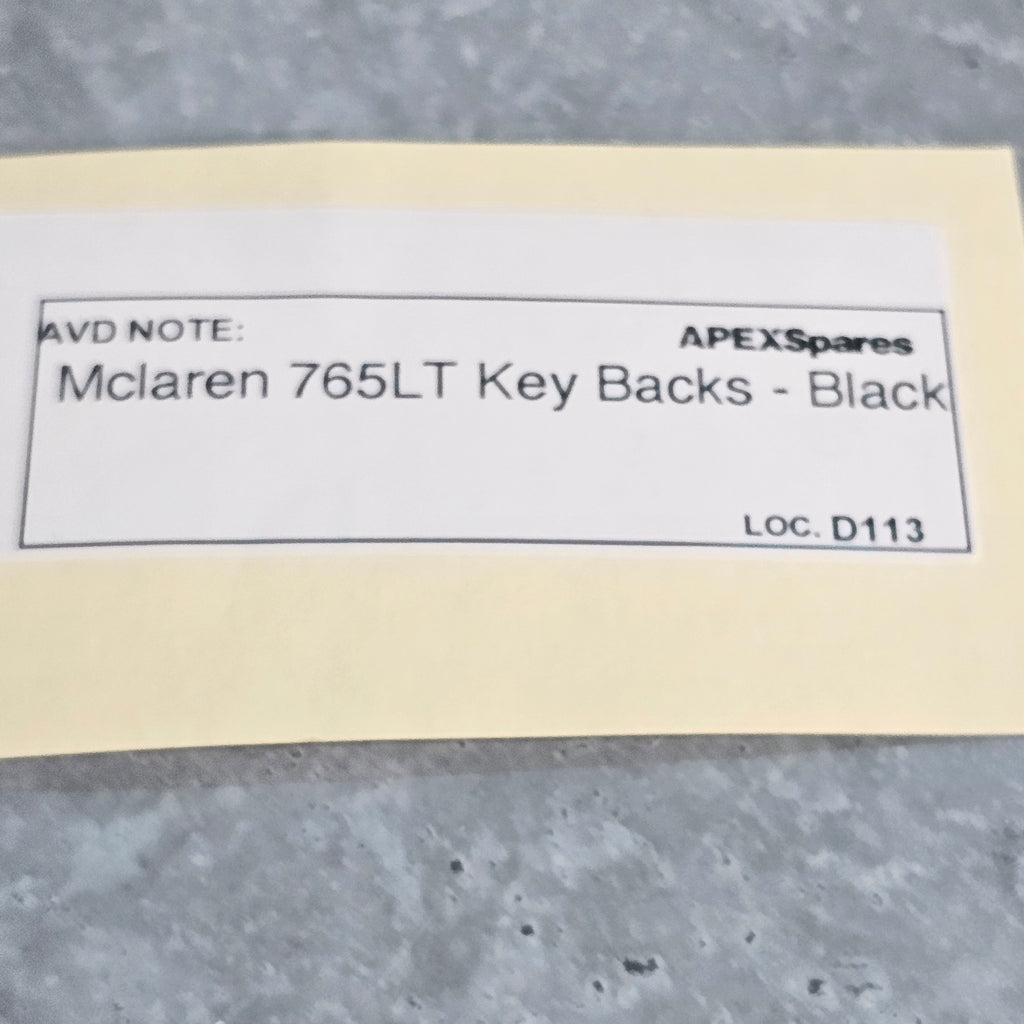 AVD NOTE: APEXSpares
Mclaren 765LT Key Backs - Black
LOC. D113